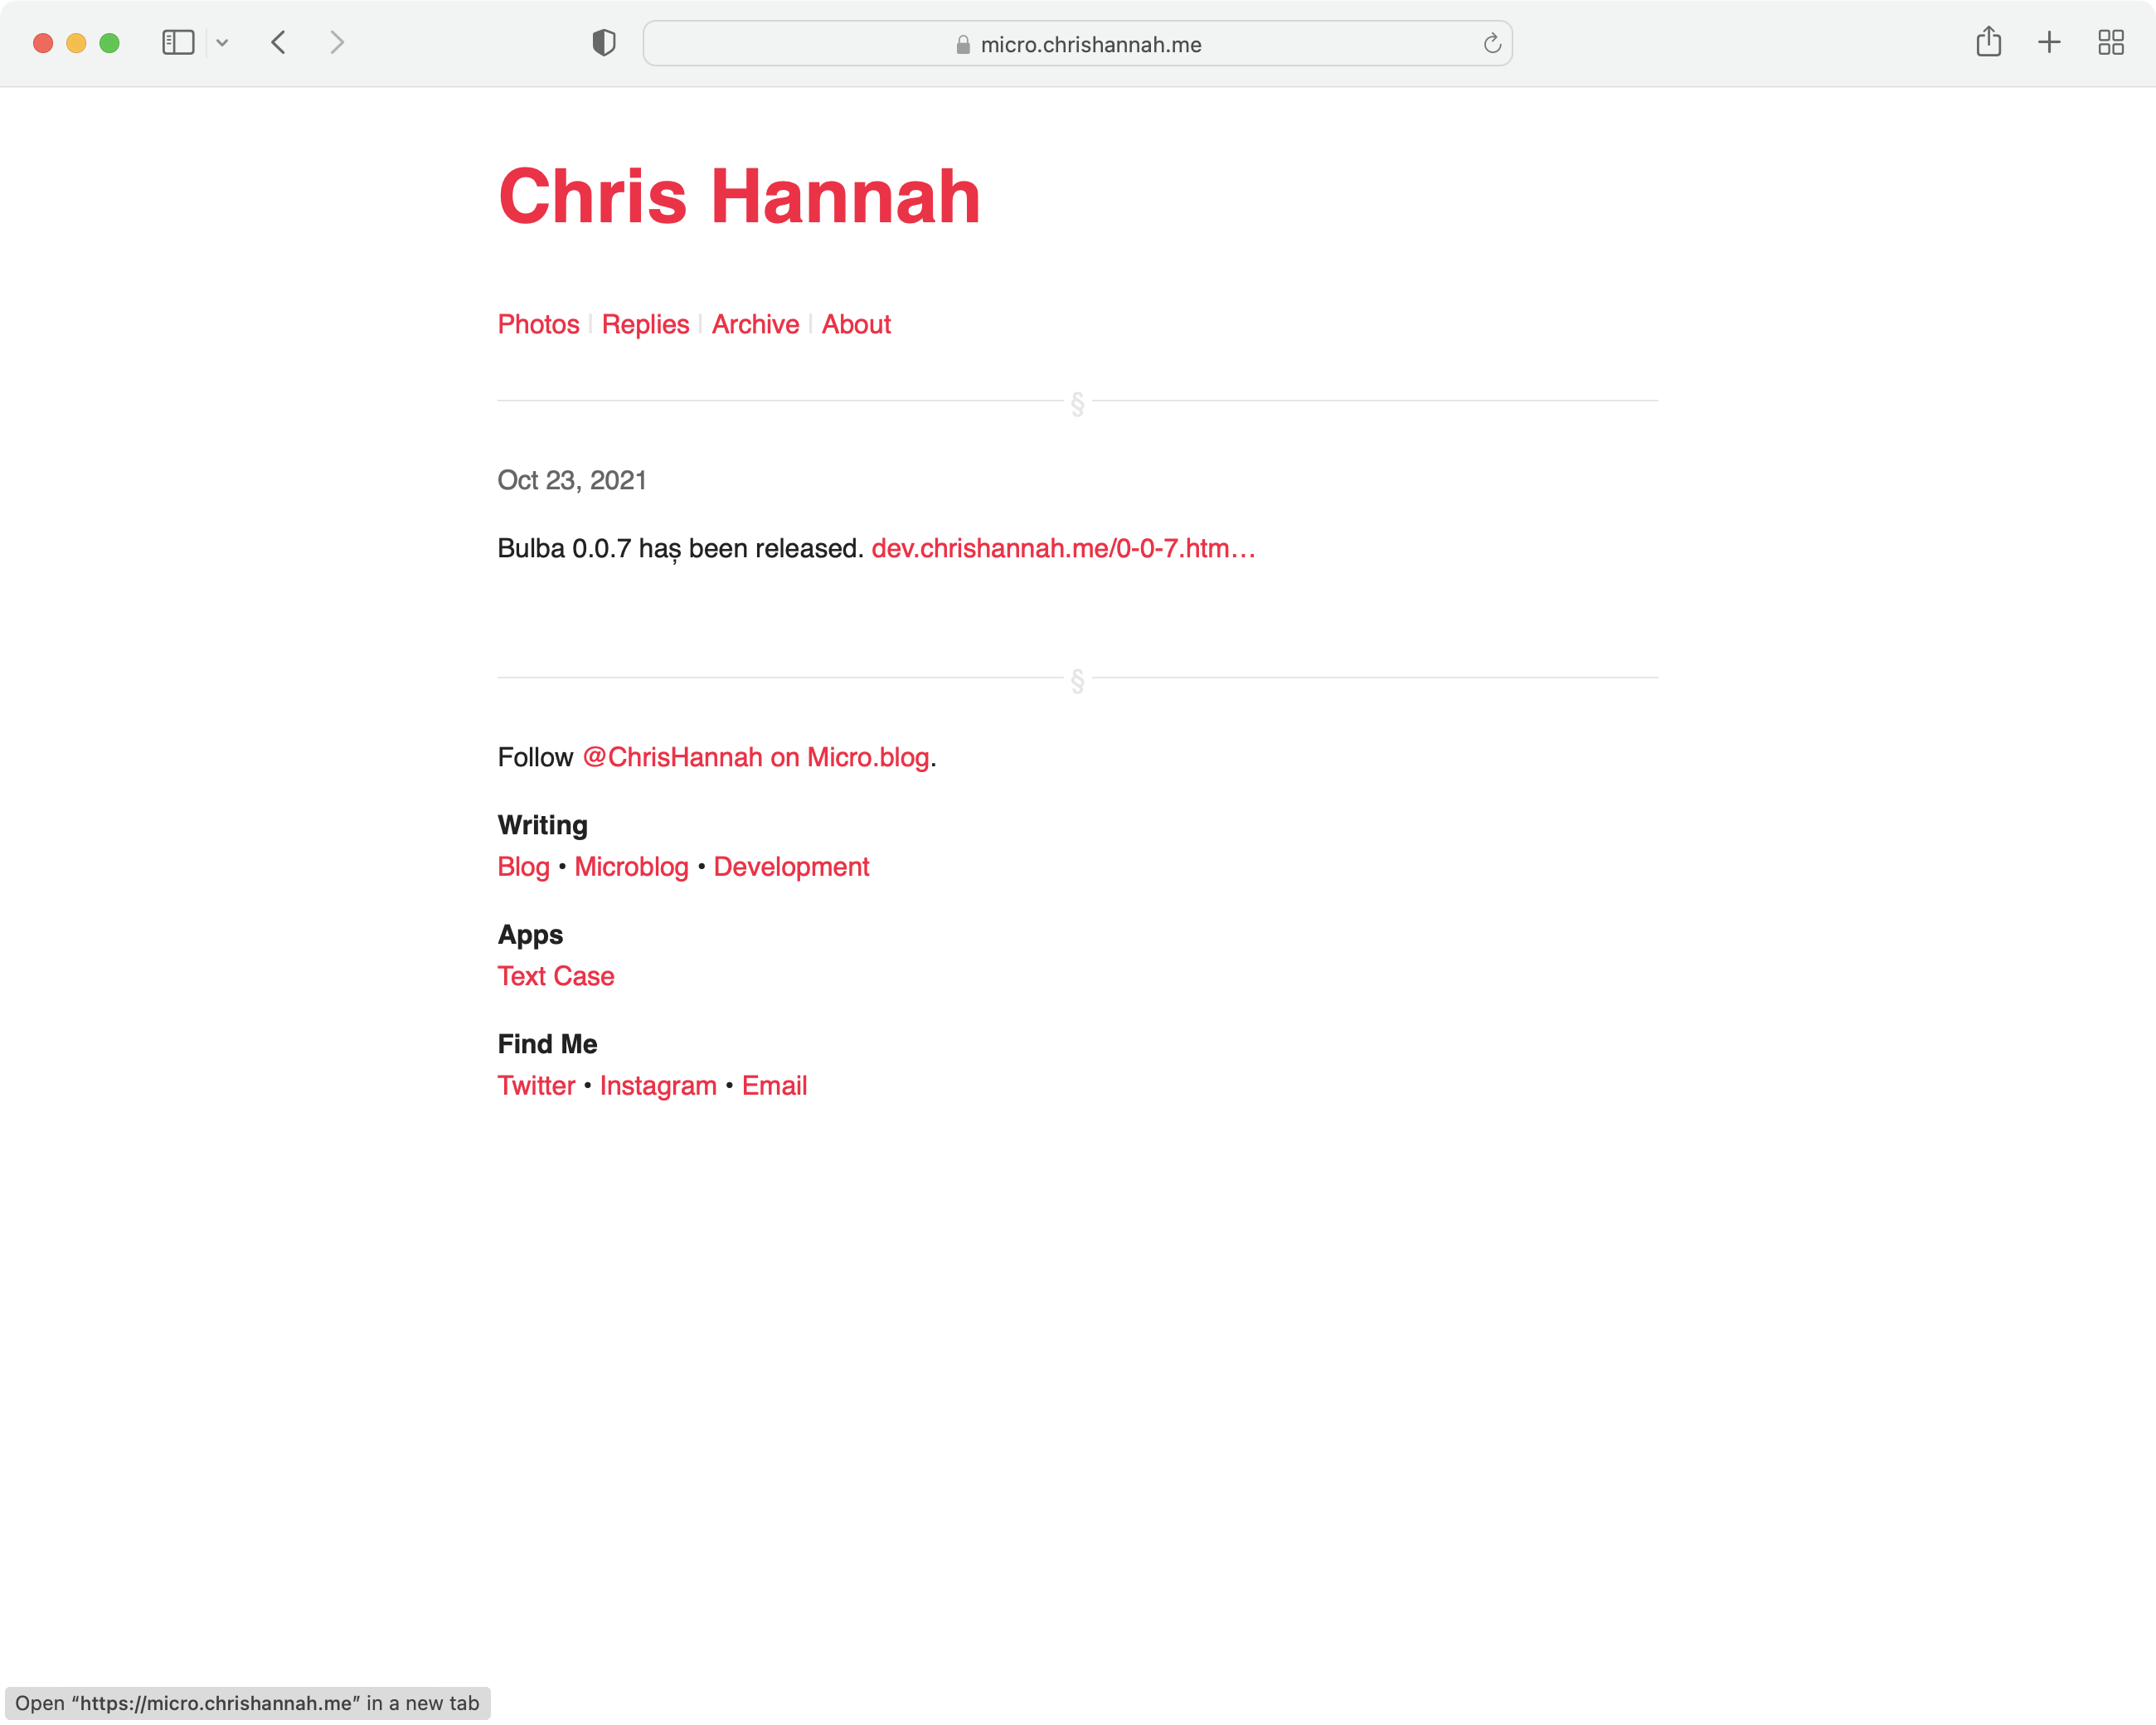 micro.chrishannah.me
Chris Hannah
Photos | Replies | Archive | About
§
Oct 23, 2021
Bulba 0.0.7 haș been released. dev.chrishannah.me/0-0-7.htm…
§
Follow @ChrisHannah on Micro.blog.
Writing
Blog • Microblog • Development
Apps
Text Case
Find Me
Twitter • Instagram • Email
Open “https://micro.chrishannah.me” in a new tab